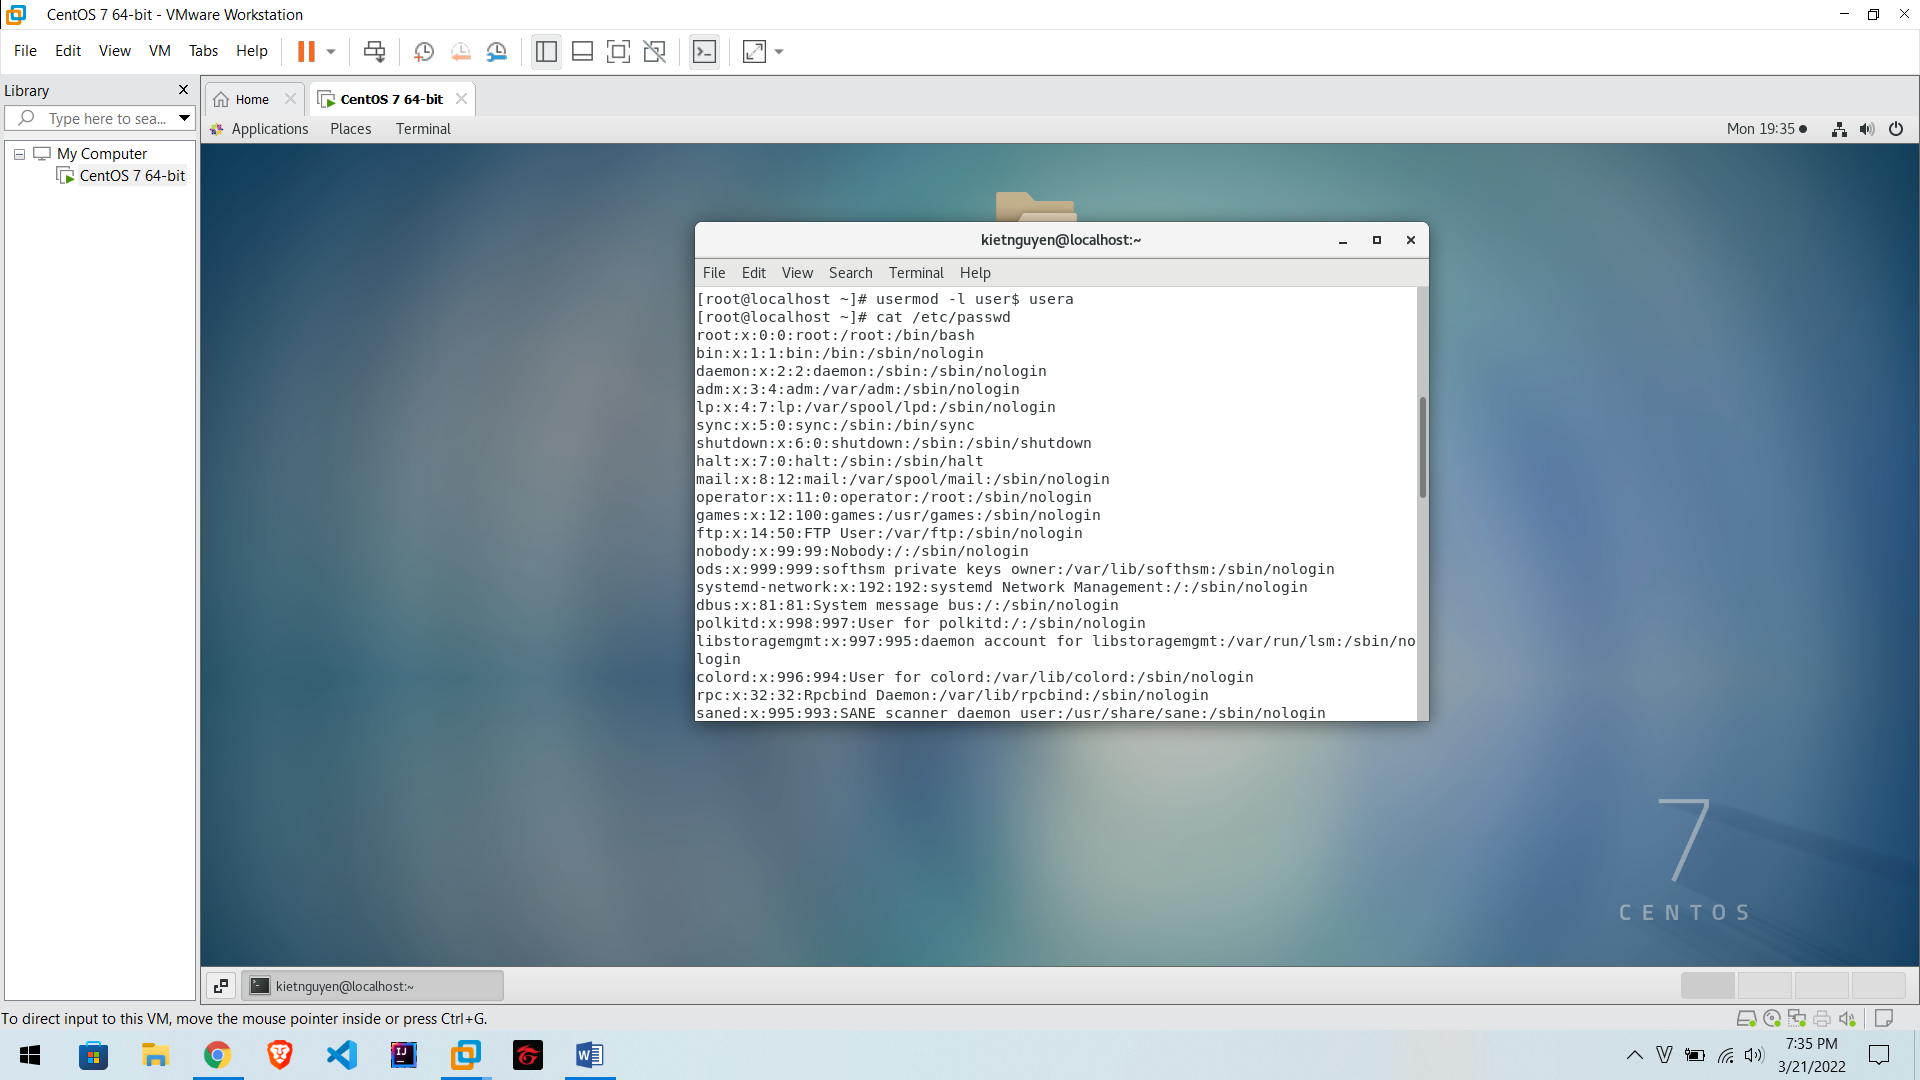 CentOS 7 64-bit - VMware Workstation
File Edit View VM Tabs Help
Library
Type here to sea...
My Computer
CentOS 7 64-bit
Home
CentOS 7 64-bit
Applications Places Terminal
Mon 19:35
kietnguyen@localhost:~
File Edit View Search Terminal Help
[root@localhost ~]# usermod -l user$ usera
[root@localhost ~]# cat /etc/passwd
root:x:0:0:root:/root:/bin/bash
bin:x:1:1:bin:/bin:/sbin/nologin
daemon:x:2:2:daemon:/sbin:/sbin/nologin
adm:x:3:4:adm:/var/adm:/sbin/nologin
lp:x:4:7:lp:/var/spool/lpd:/sbin/nologin
sync:x:5:0:sync:/sbin:/bin/sync
shutdown:x:6:0:shutdown:/sbin:/sbin/shutdown
halt:x:7:0:halt:/sbin:/sbin/halt
mail:x:8:12:mail:/var/spool/mail:/sbin/nologin
operator:x:11:0:operator:/root:/sbin/nologin
games:x:12:100:games:/usr/games:/sbin/nologin
ftp:x:14:50:FTP User:/var/ftp:/sbin/nologin
nobody:x:99:99:Nobody:/:/sbin/nologin
ods:x:999:999:softhsm private keys owner:/var/lib/softhsm:/sbin/nologin
systemd-network:x:192:192:systemd Network Management:/:/sbin/nologin
dbus:x:81:81:System message bus:/:/sbin/nologin
polkitd:x:998:997:User for polkitd:/:/sbin/nologin
libstoragemgmt:x:997:995:daemon account for libstoragemgmt:/var/run/lsm:/sbin/no
login
colord:x:996:994:User for colord:/var/lib/colord:/sbin/nologin
rpc:x:32:32:Rpcbind Daemon:/var/lib/rpcbind:/sbin/nologin
saned:x:995:993:SANE scanner daemon user:/usr/share/sane:/sbin/nologin
7
CENTOS
kietnguyen@localhost:~
To direct input to this VM, move the mouse pointer inside or press Ctrl+G.
7:35 PM
3/21/2022